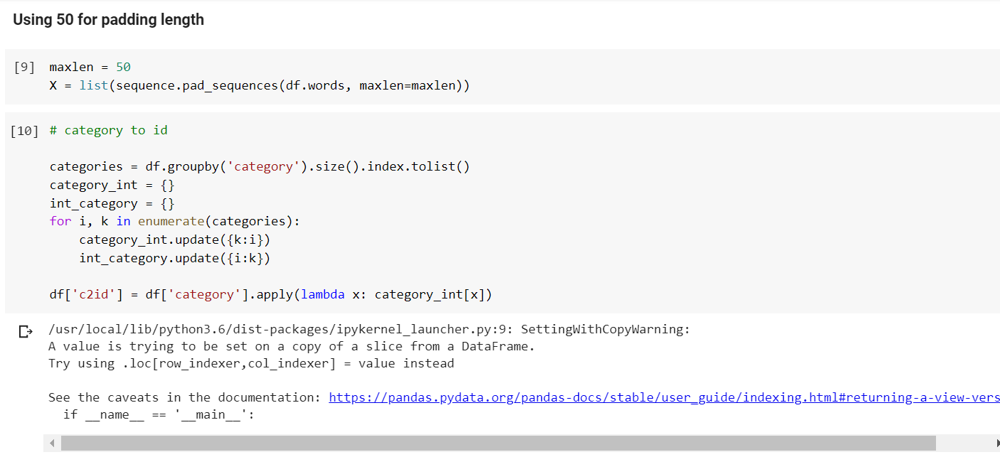 Using 50 for padding length
[9] maxlen = 50
X = list(sequence.pad_sequences(df.words, maxlen=maxlen))
[10] # category to id
categories = df.groupby('category').size().index.tolist()
category_int = {}
int_category = {}
for i, k in enumerate(categories):
    category_int.update({k:i})
    int_category.update({i:k})
df['c2id'] = df['category'].apply(lambda x: category_int[x])
/usr/local/lib/python3.6/dist-packages/ipykernel_launcher.py:9: SettingWithCopyWarning:
A value is trying to be set on a copy of a slice from a DataFrame.
Try using .loc[row_indexer,col_indexer] = value instead
See the caveats in the documentation: https://pandas.pydata.org/pandas-docs/stable/user_guide/indexing.html#returning-a-view-vers
  if __name__ == '__main__':